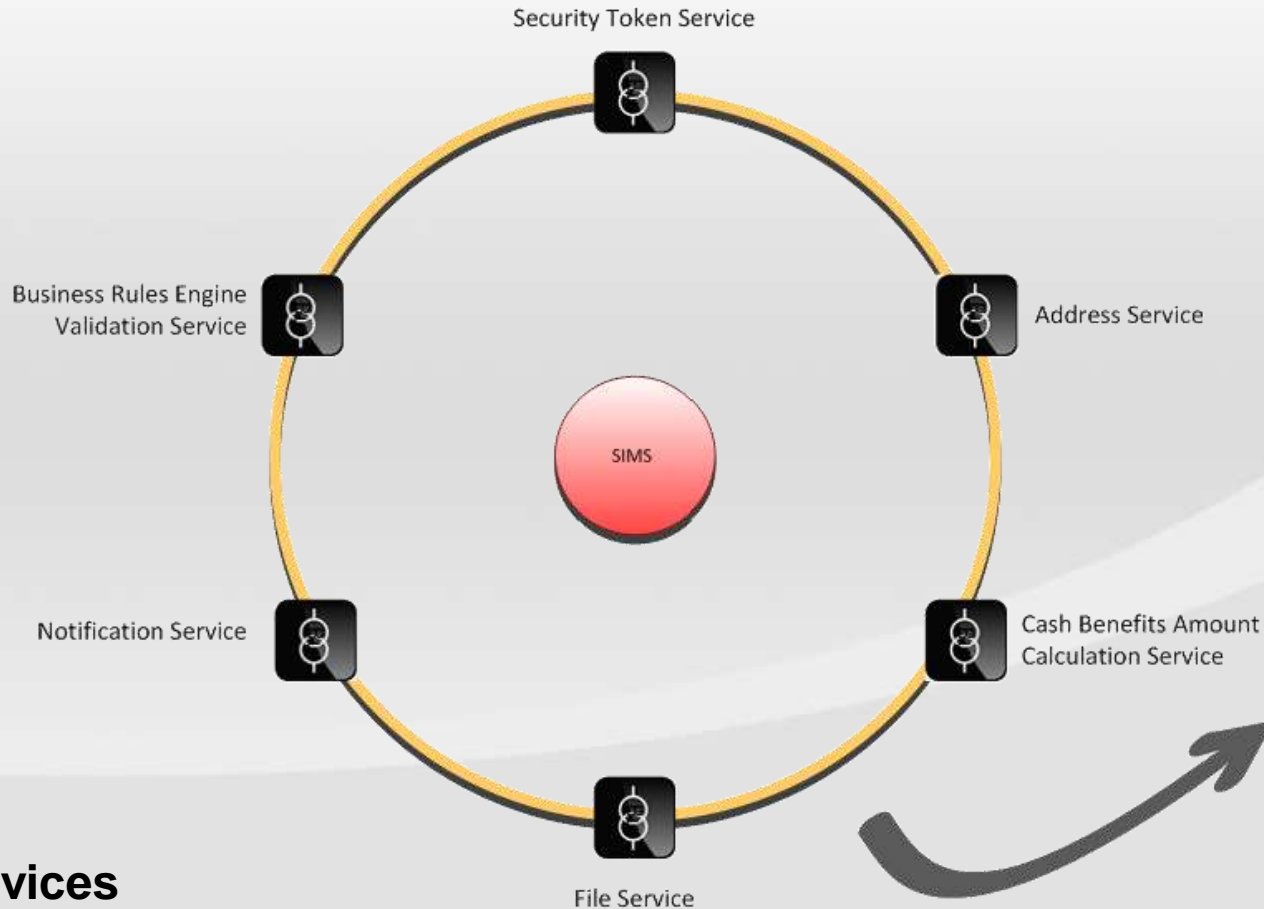 Security Token Service
Business Rules Engine
Validation Service
Address Service
SIMS
Notification Service
Cash Benefits Amount
Calculation Service
vices
File Service